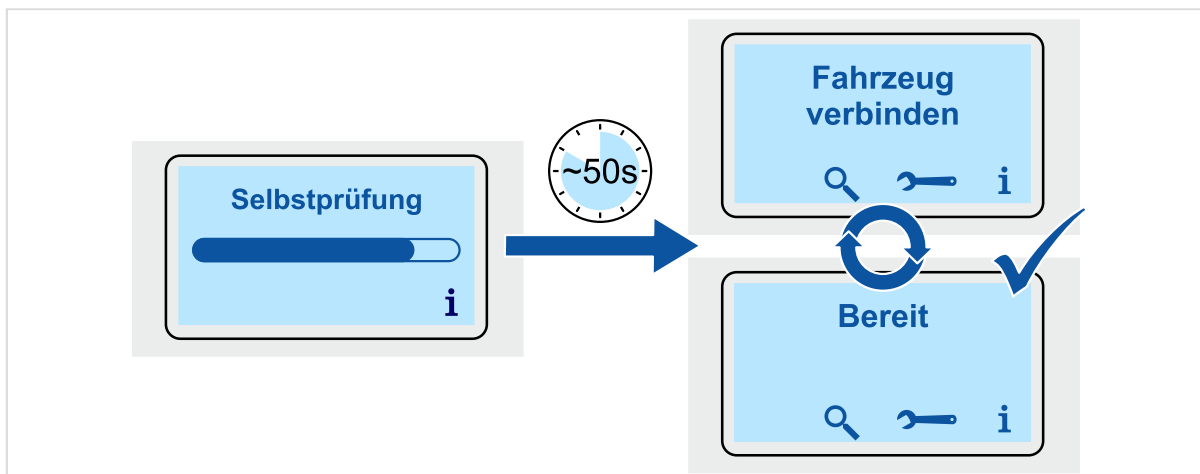 Selbstprüfung
i
~50s
Fahrzeug
verbinden
i
Bereit
i